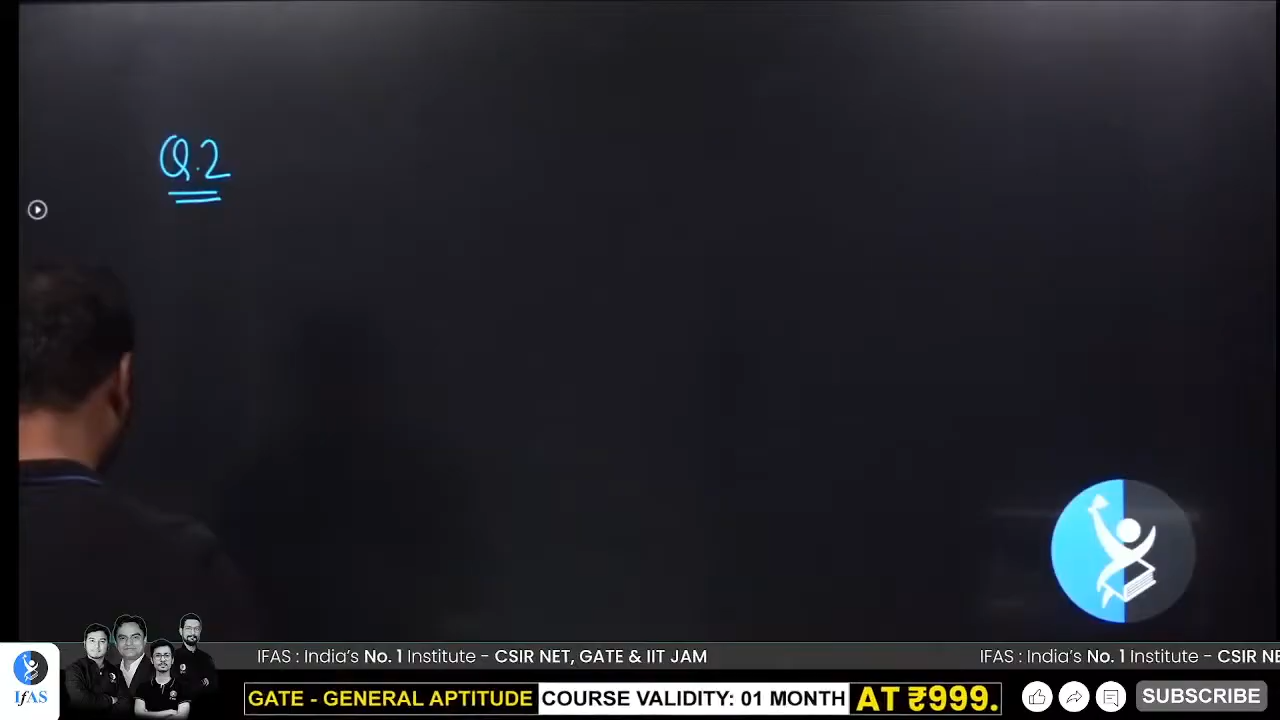 Q.2
IFAS : India's No. 1 Institute - CSIR NET, GATE & IIT JAM
IFAS : India's No. 1 Institute - CSIR NE
IfAS
GATE - GENERAL APTITUDE COURSE VALIDITY: 01 MONTH AT ₹999.
SUBSCRIBE